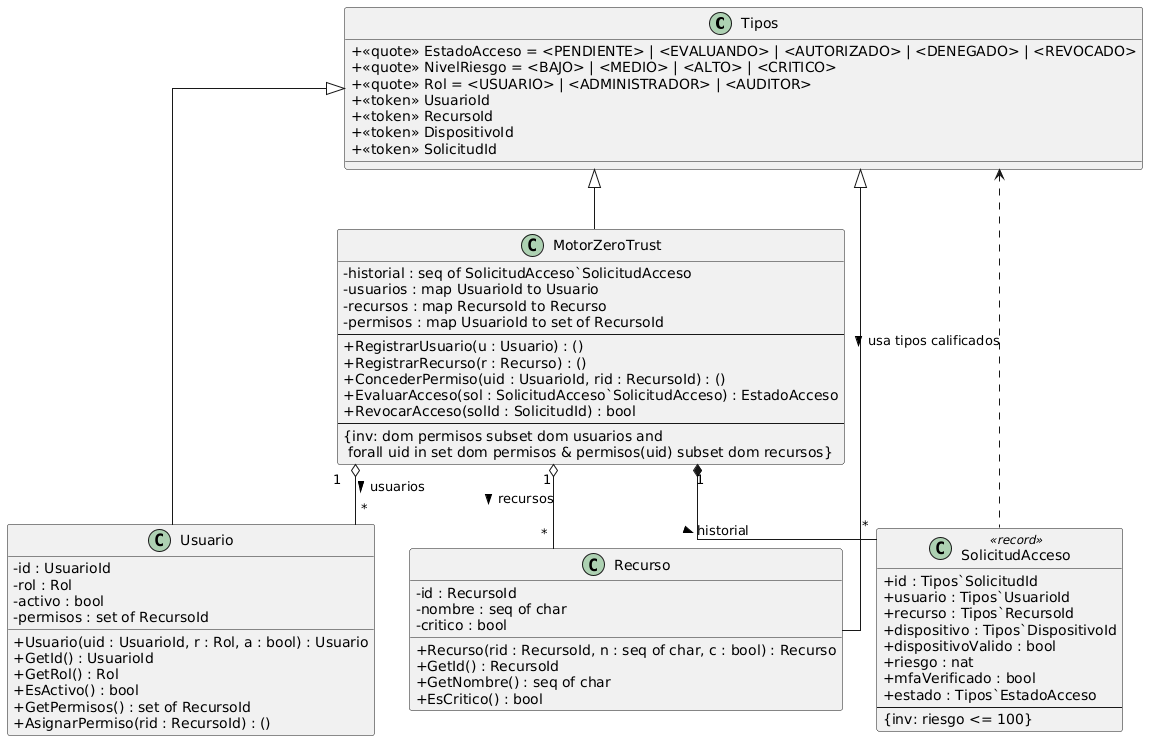 C Tipos
+«quote» EstadoAcceso = <PENDIENTE> | <EVALUANDO> | <AUTORIZADO> | <DENEGADO> | <REVOCADO>
+«quote» NivelRiesgo = <BAJO> | <MEDIO> | <ALTO> | <CRITICO>
+«quote» Rol = <USUARIO> | <ADMINISTRADOR> | <AUDITOR>
+«token» UsuarioId
+«token» RecursoId
+«token» DispositivoId
+«token» SolicitudId
C MotorZeroTrust
-historial : seq of SolicitudAcceso`SolicitudAcceso
-usuarios : map UsuarioId to Usuario
-recursos : map RecursoId to Recurso
-permisos : map UsuarioId to set of RecursoId
+RegistrarUsuario(u : Usuario) : ()
+RegistrarRecurso(r : Recurso) : ()
+ConcederPermiso(uid : UsuarioId, rid : RecursoId) : ()
+EvaluarAcceso(sol : SolicitudAcceso`SolicitudAcceso) : EstadoAcceso
+RevocarAcceso(solId : SolicitudId) : bool
{inv: dom permisos subset dom usuarios and
forall uid in set dom permisos & permisos(uid) subset dom recursos}
usa tipos calificados
1
usuarios
*
1
recursos
*
1
historial
*
C Usuario
-id : UsuarioId
-rol : Rol
-activo : bool
-permisos : set of RecursoId
+Usuario(uid : UsuarioId, r : Rol, a : bool) : Usuario
+GetId() : UsuarioId
+GetRol() : Rol
+EsActivo() : bool
+GetPermisos() : set of RecursoId
+AsignarPermiso(rid : RecursoId) : ()
C Recurso
-id : RecursoId
-nombre : seq of char
-critico : bool
+Recurso(rid : RecursoId, n : seq of char, c : bool) : Recurso
+GetId() : RecursoId
+GetNombre() : seq of char
+EsCritico() : bool
«record»
C SolicitudAcceso
+id : Tipos`SolicitudId
+usuario : Tipos`UsuarioId
+recurso : Tipos`RecursoId
+dispositivo : Tipos`DispositivoId
+dispositivoValido : bool
+riesgo : nat
+mfaVerificado : bool
+estado : Tipos`EstadoAcceso
{inv: riesgo <= 100}